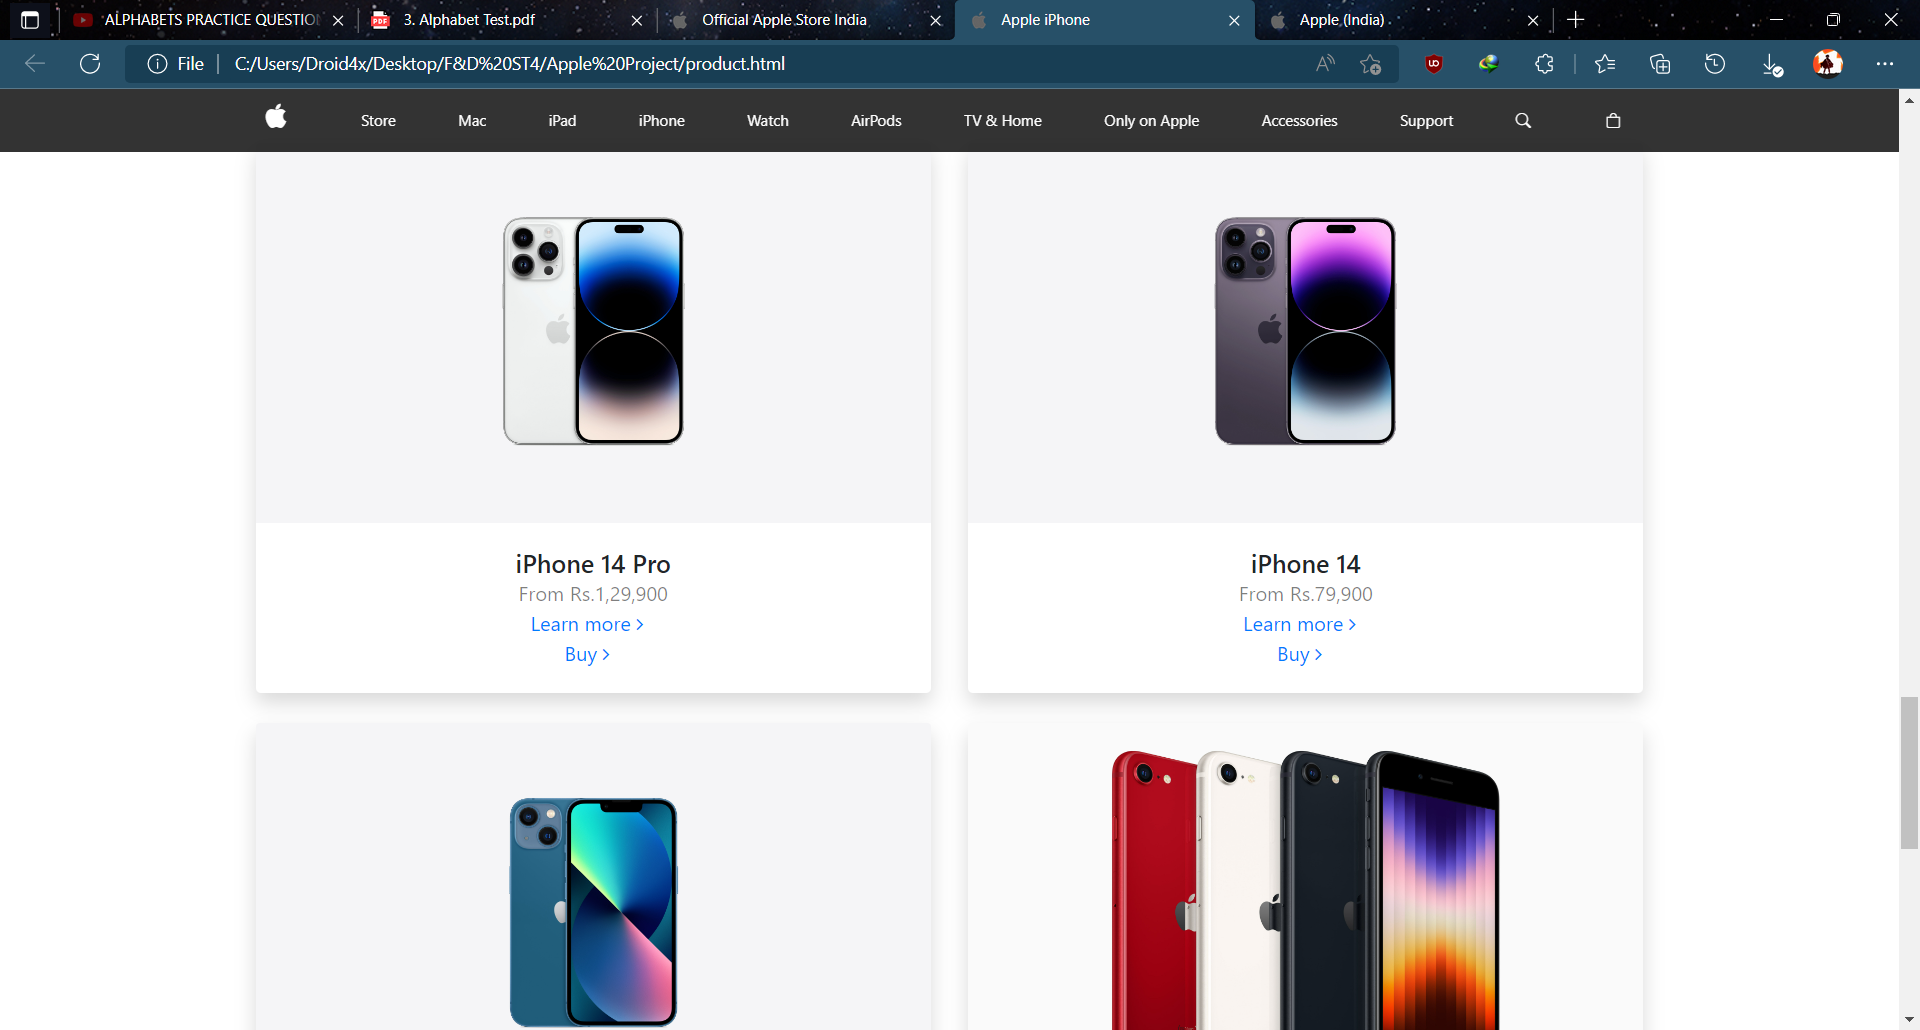 ALPHABETS PRACTICE QUESTIO
3. Alphabet Test.pdf
Official Apple Store India
Apple iPhone
Apple (India)
File
C:/Users/Droid4x/Desktop/F&D%20ST4/Apple%20Project/product.html
Store
Mac
iPad
iPhone
Watch
AirPods
TV & Home
Only on Apple
Accessories
Support
iPhone 14 Pro
From Rs.1,29,900
Learn more >
Buy >
iPhone 14
From Rs.79,900
Learn more >
Buy >